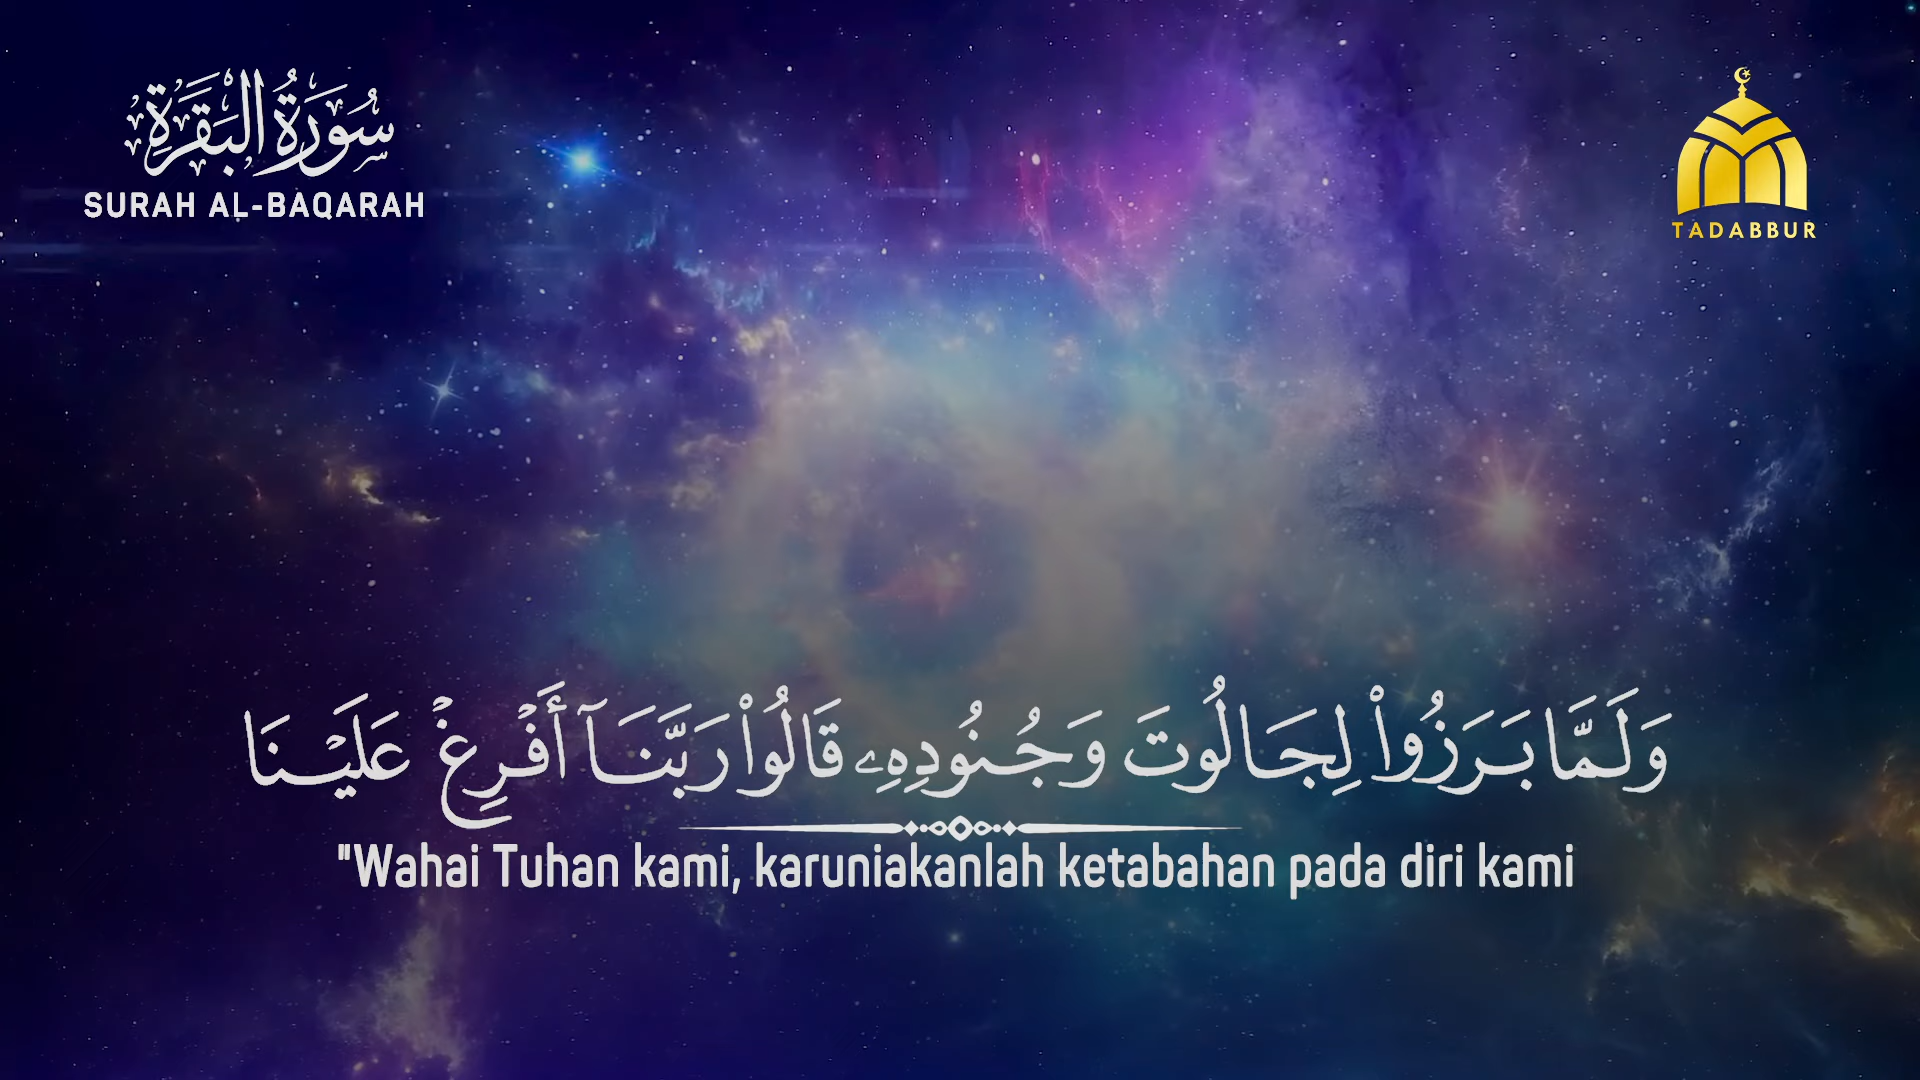 سُورَةُ الْبَقَرَةِ
SURAH AL-BAQARAH
TADABBUR
وَلَمَّا بَرَزُوا۟ لِجَالُوتَ وَجُنُودِهِۦ قَالُوا۟ رَبَّنَآ أَفْرِغْ عَلَيْنَا
"Wahai Tuhan kami, karuniakanlah ketabahan pada diri kami